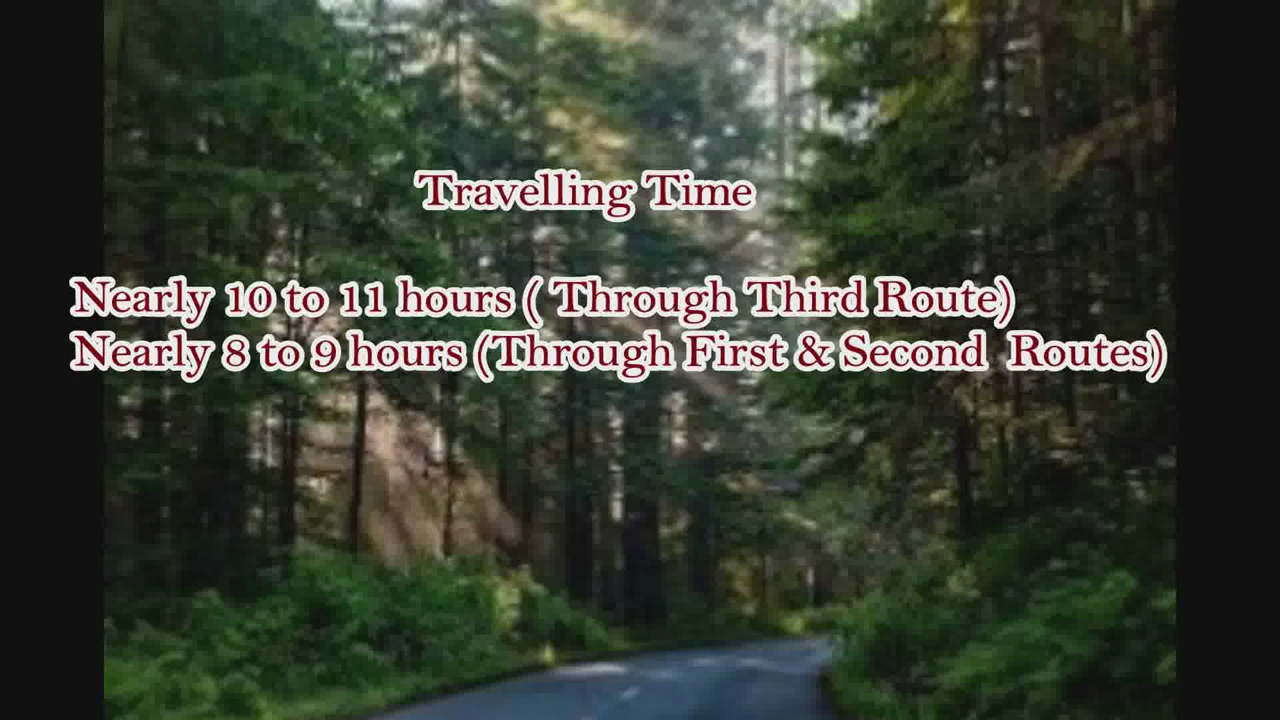 Travelling Time
Nearly 10 to 11 hours ( Through Third Route)
Nearly 8 to 9 hours (Through First & Second  Routes)